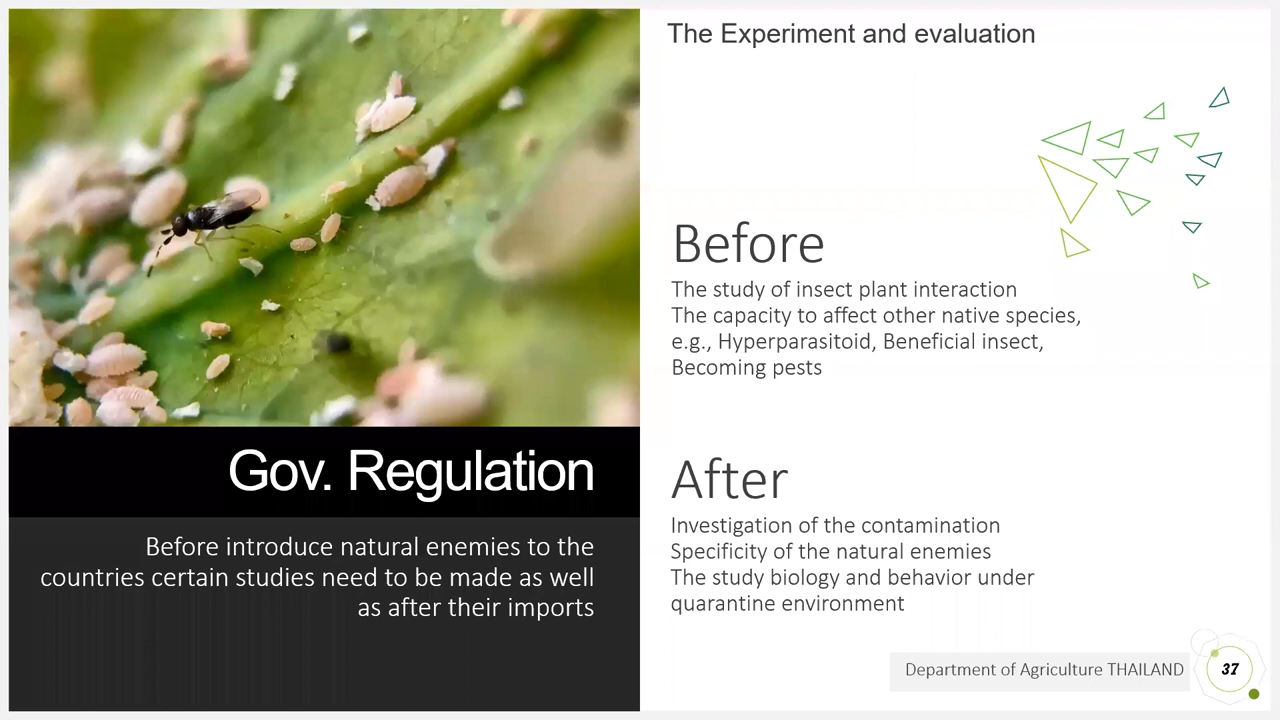 The Experiment and evaluation
Before
The study of insect plant interaction
The capacity to affect other native species,
e.g., Hyperparasitoid, Beneficial insect,
Becoming pests
Gov. Regulation
Before introduce natural enemies to the
countries certain studies need to be made as well
as after their imports
After
Investigation of the contamination
Specificity of the natural enemies
The study biology and behavior under
quarantine environment
Department of Agriculture THAILAND
37